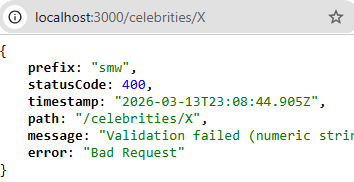 localhost:3000/celebrities/X
{
prefix: "smw",
statusCode: 400,
timestamp: "2026-03-13T23:08:44.905Z",
path: "/celebrities/X",
message: "Validation failed (numeric strin
error: "Bad Request"
}